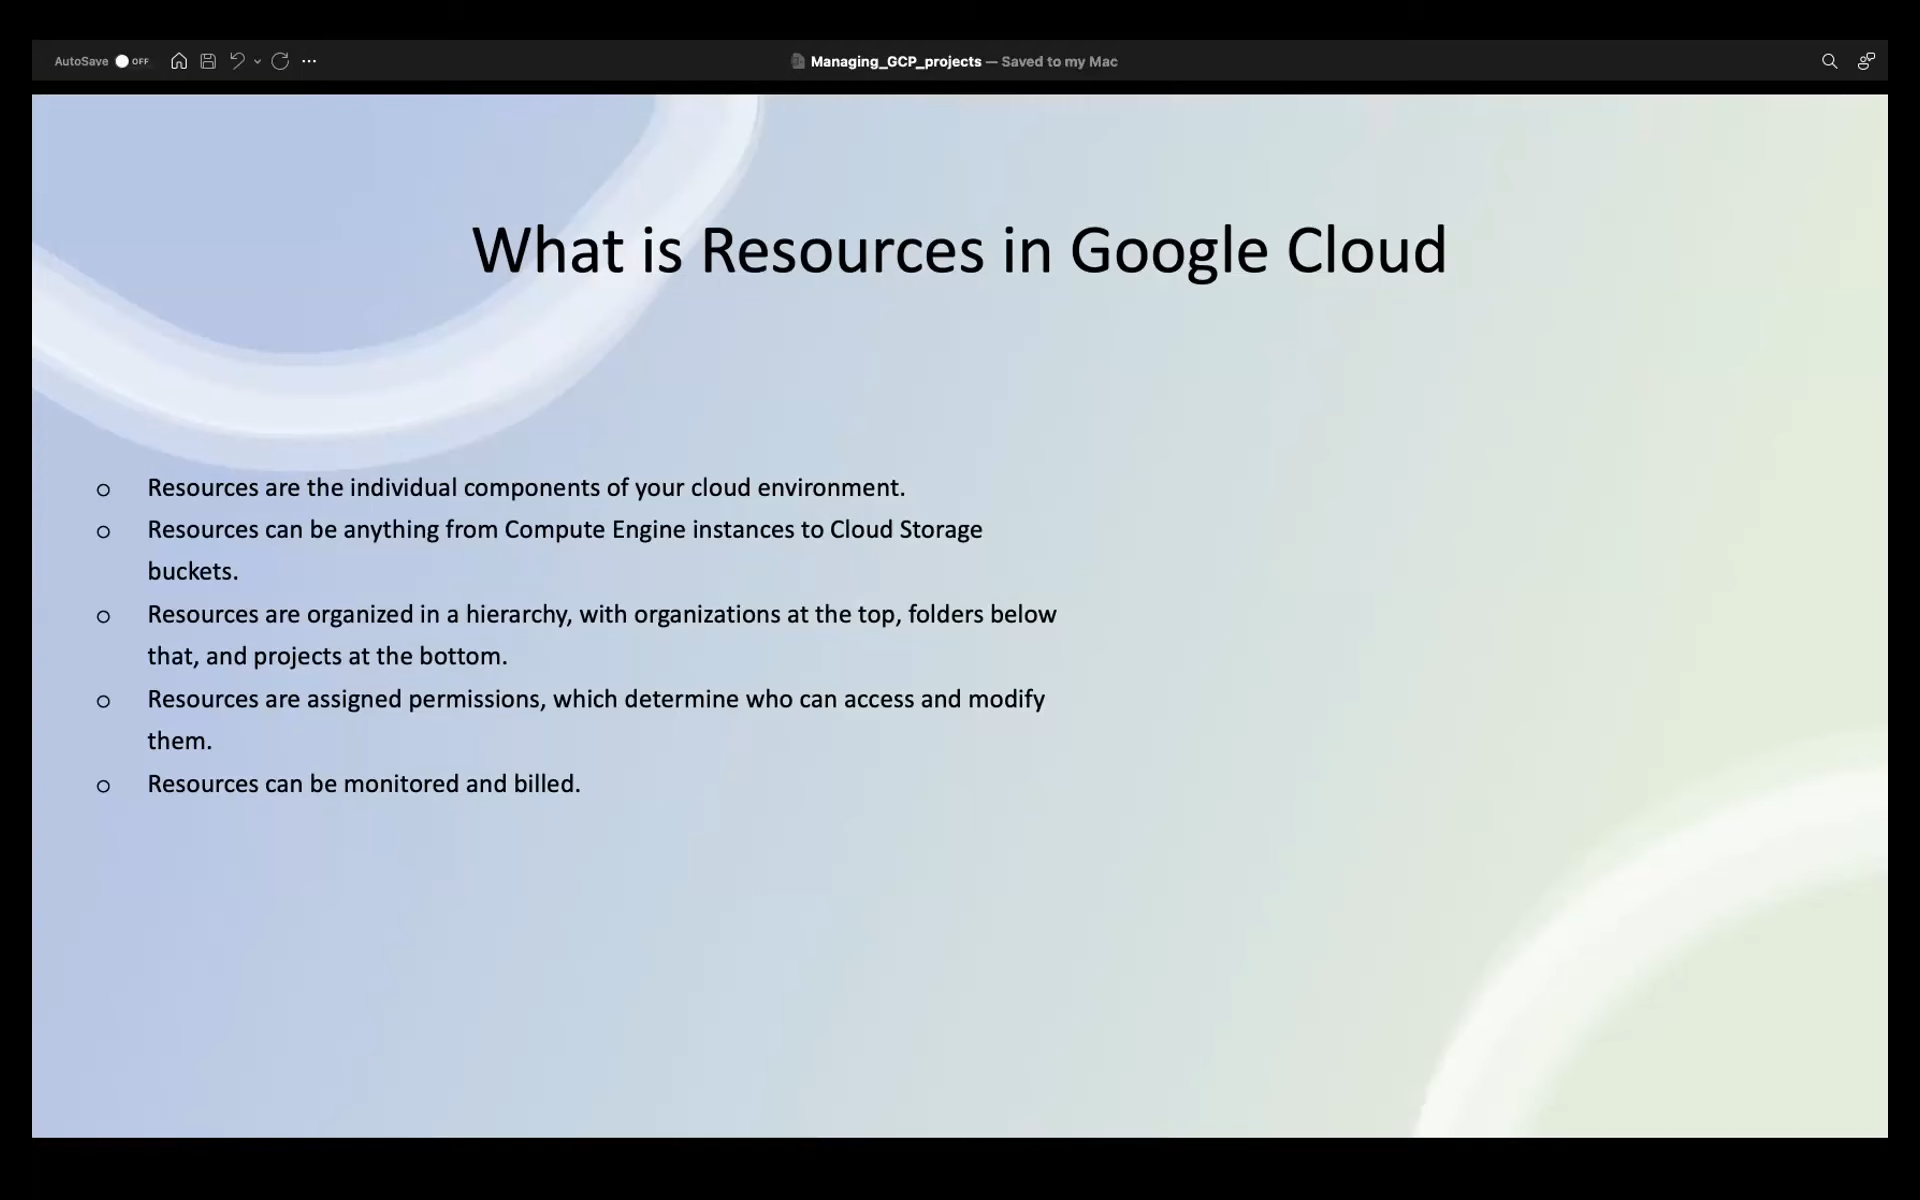 AutoSave OFF
Managing_GCP_projects — Saved to my Mac
What is Resources in Google Cloud
o Resources are the individual components of your cloud environment.
o Resources can be anything from Compute Engine instances to Cloud Storage
buckets.
o Resources are organized in a hierarchy, with organizations at the top, folders below
that, and projects at the bottom.
o Resources are assigned permissions, which determine who can access and modify
them.
o Resources can be monitored and billed.